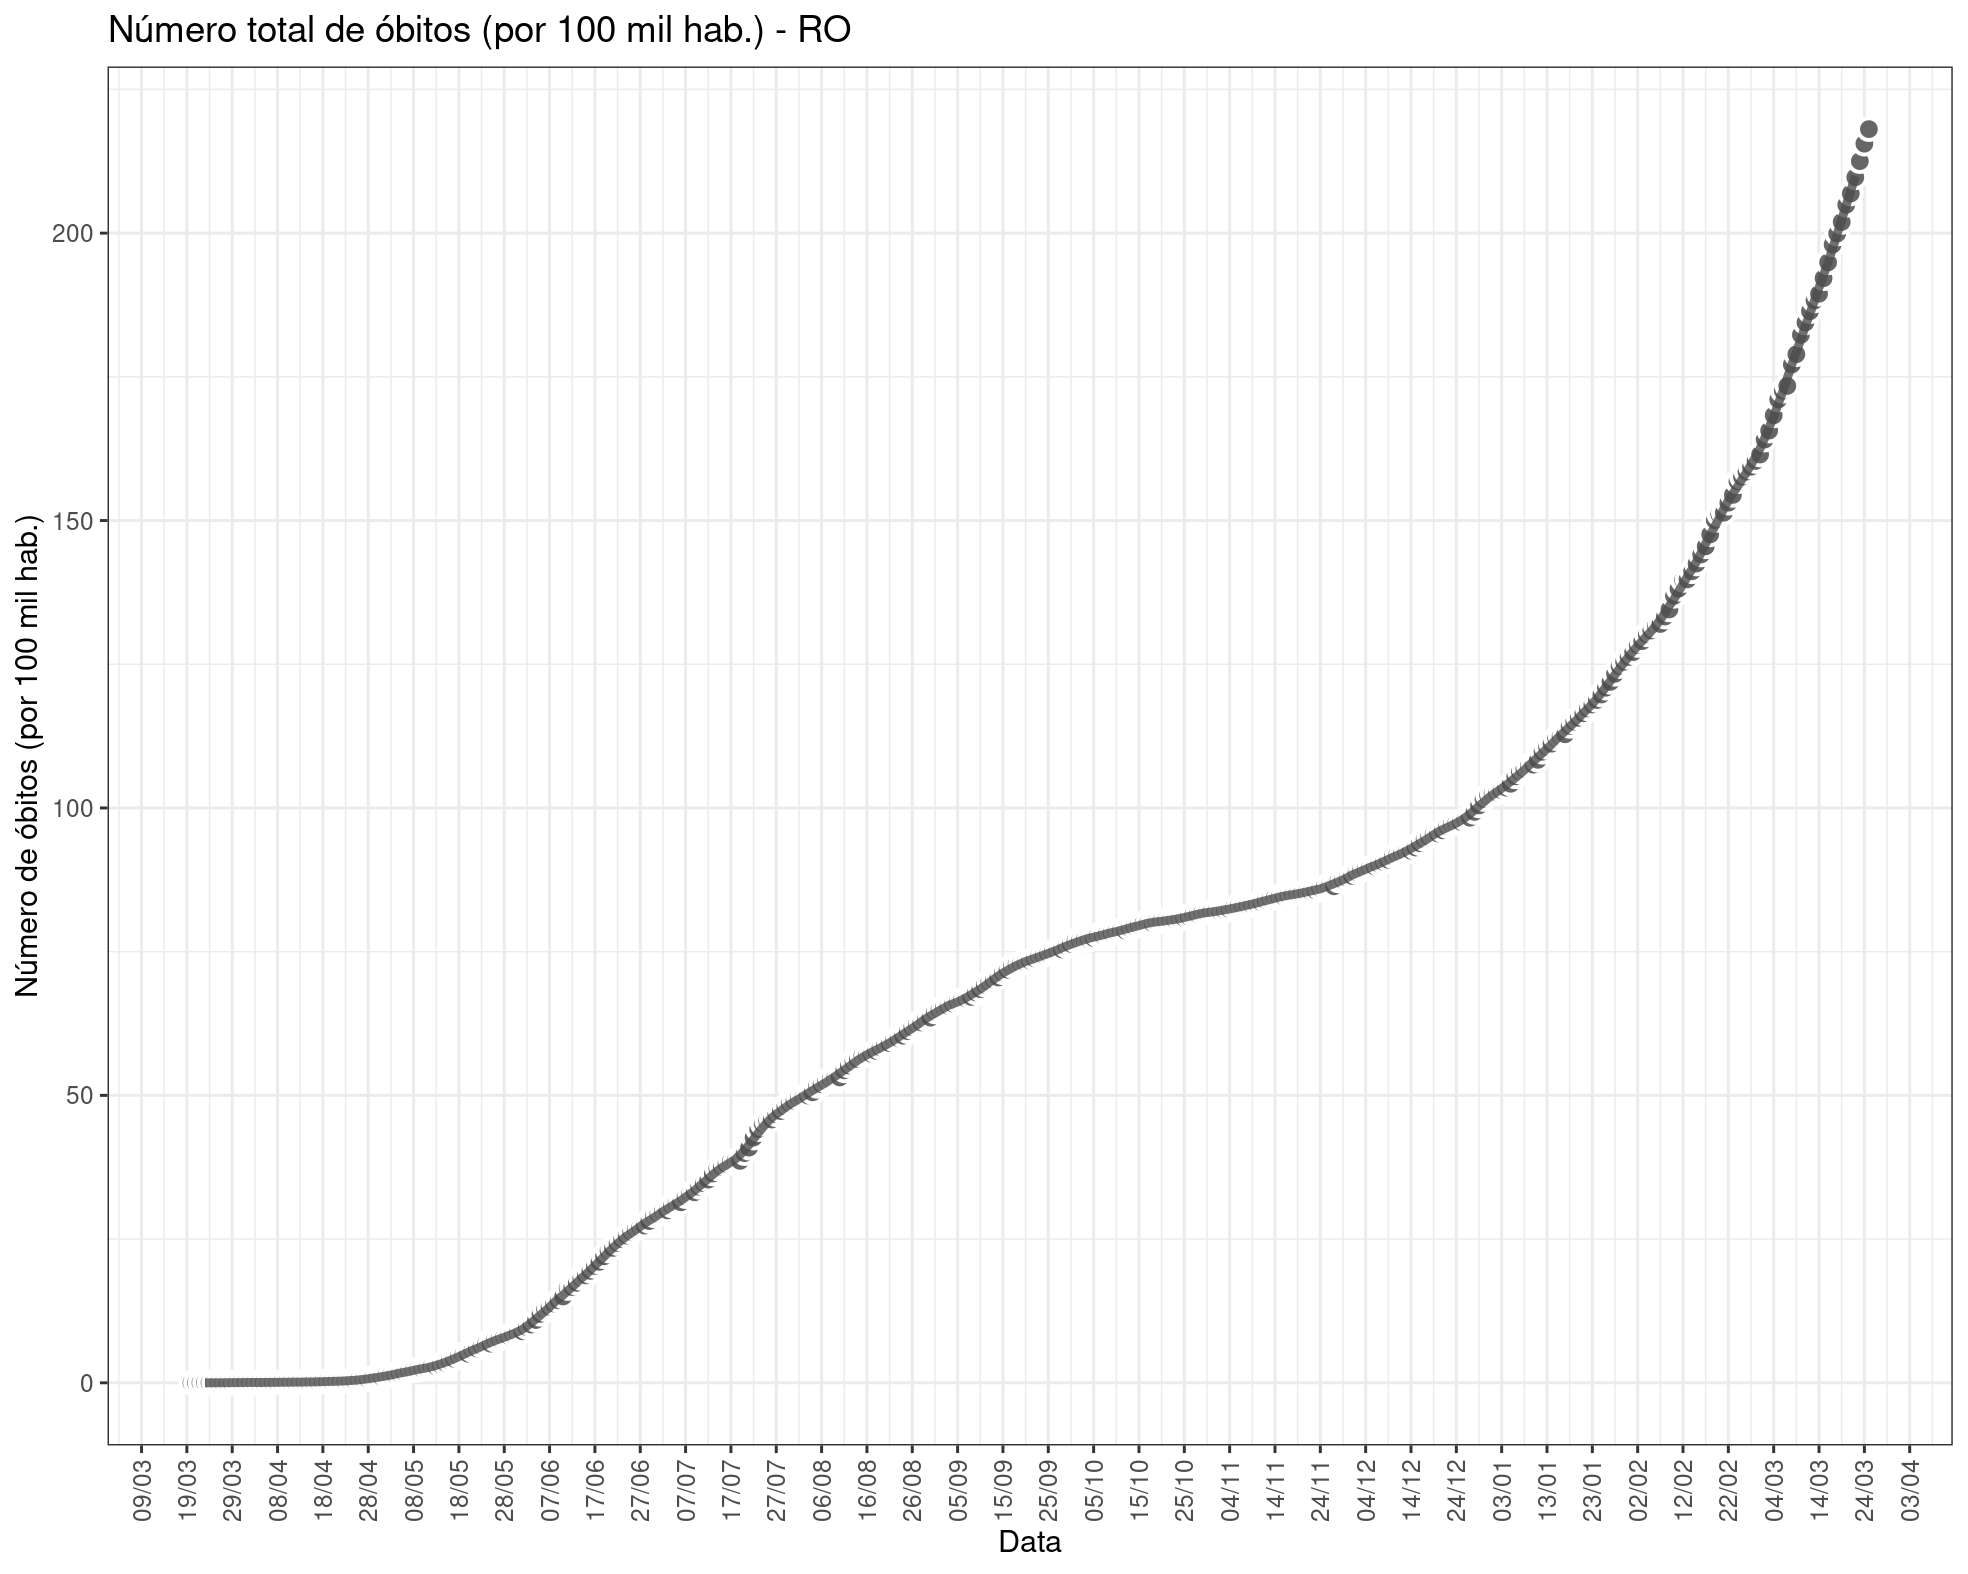 Número total de óbitos (por 100 mil hab.) - RO
Número de óbitos (por 100 mil hab.)
200
150
100
50
0
09/03 19/03 29/03 08/04 18/04 28/04 08/05 18/05 28/05 07/06 17/06 27/06 07/07 17/07 27/07 06/08 16/08 26/08 05/09 15/09 25/09 05/10 15/10 25/10 04/11 14/11 24/11 04/12 14/12 24/12 03/01 13/01 23/01 02/02 12/02 22/02 04/03 14/03 24/03 03/04
Data